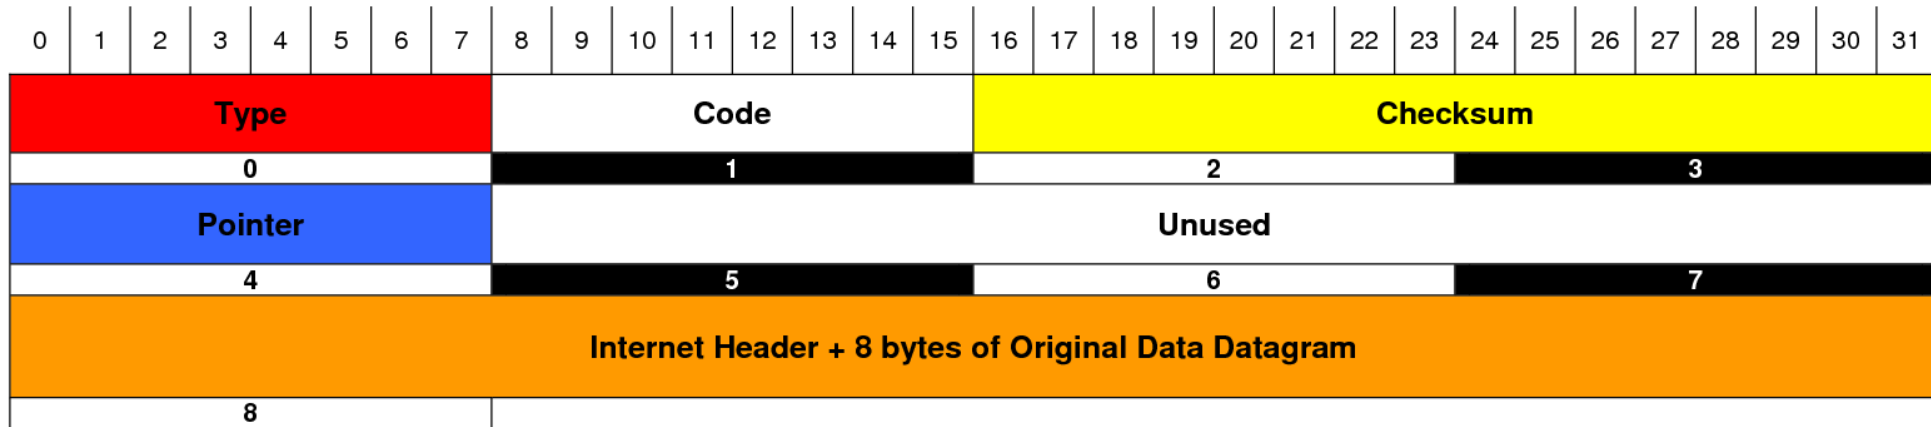 0 1 2 3 4 5 6 7 8 9 10 11 12 13 14 15 16 17 18 19 20 21 22 23 24 25 26 27 28 29 30 31
Type Code Checksum
0 1 2 3
Pointer Unused
4 5 6 7
Internet Header + 8 bytes of Original Data Datagram
8